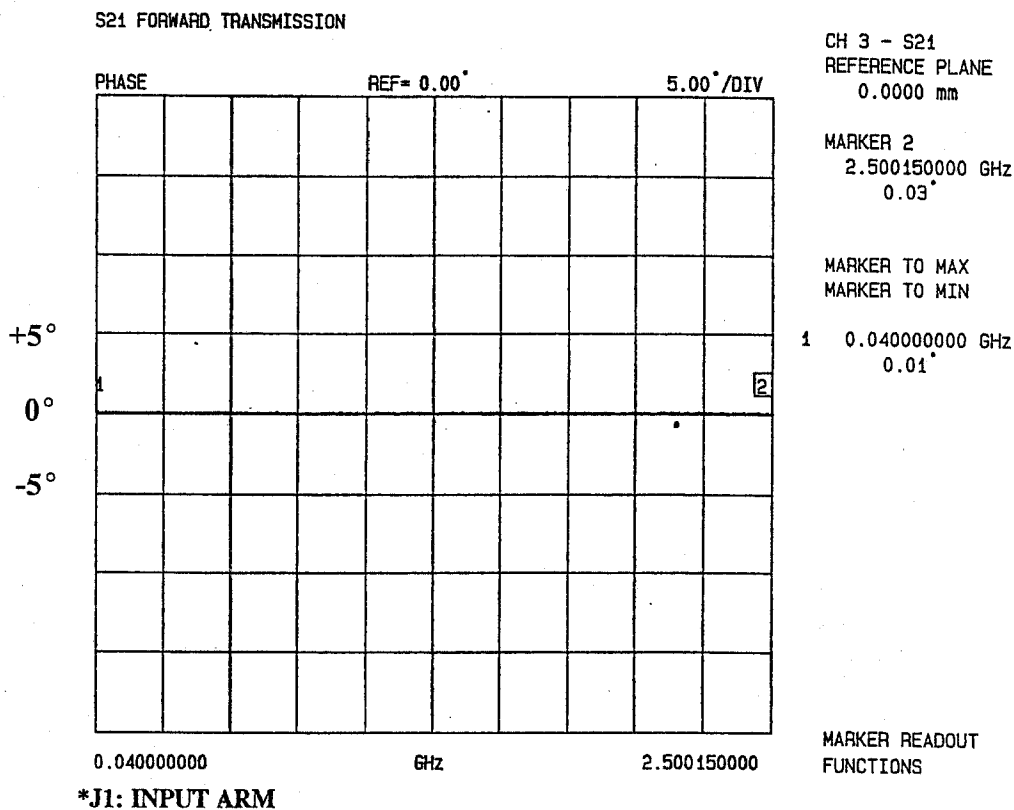 S21 FORWARD TRANSMISSION
PHASE REF= 0.00° 5.00°/DIV
CH 3 - S21
REFERENCE PLANE
0.0000 mm
MARKER 2
2.500150000 GHz
0.03°
MARKER TO MAX
MARKER TO MIN
1 0.040000000 GHz
0.01°
+5°
0°
-5°
1
2
0.040000000 GHz 2.500150000
MARKER READOUT
FUNCTIONS
*J1: INPUT ARM